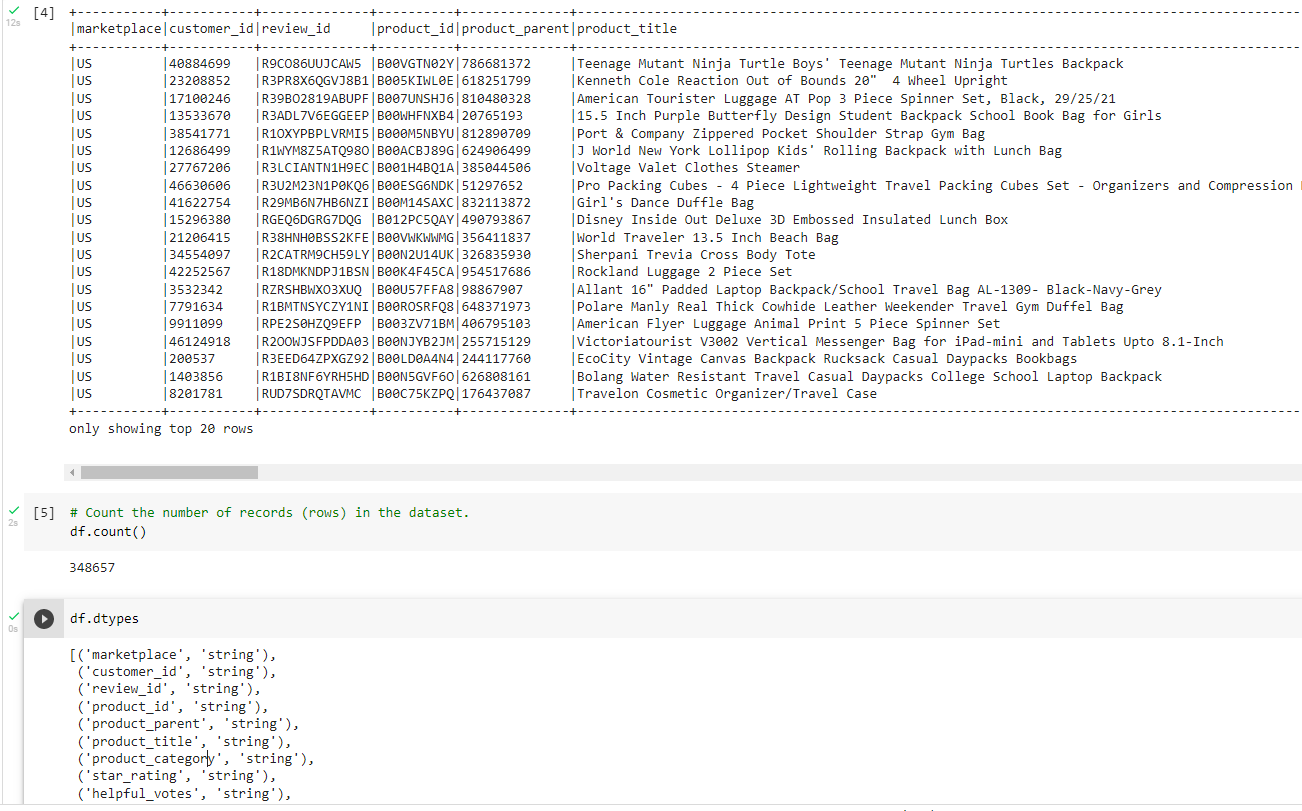 [4] +-----------+-----------+--------------+----------+--------------+----------------------------------------------------------------------------------------------
|marketplace|customer_id|review_id     |product_id|product_parent|product_title
+-----------+-----------+--------------+----------+--------------+----------------------------------------------------------------------------------------------
12s
|US         |40884699   |R9CO86UUJCAW5 |B00VGTN02Y|786681372     |Teenage Mutant Ninja Turtle Boys' Teenage Mutant Ninja Turtles Backpack
|US         |23208852   |R3PR8X6QGVJ8B1|B005KIWL0E|618251799     |Kenneth Cole Reaction Out of Bounds 20"  4 Wheel Upright
|US         |17100246   |R39BO2819ABUPF|B007UNSHJ6|810480328     |American Tourister Luggage AT Pop 3 Piece Spinner Set, Black, 29/25/21
|US         |13533670   |R3ADL7V6EGGEEP|B00WHFNXB4|20765193      |15.5 Inch Purple Butterfly Design Student Backpack School Book Bag for Girls
|US         |38541771   |R1OXYPBPLVRMI5|B000M5NBYU|812890709     |Port & Company Zippered Pocket Shoulder Strap Gym Bag
|US         |12686499   |R1WYM8Z5ATQ98O|B00ACBJ89G|624906499     |J World New York Lollipop Kids' Rolling Backpack with Lunch Bag
|US         |27767206   |R3LCIANTN1H9EC|B001H4BQ1A|385044506     |Voltage Valet Clothes Steamer
|US         |46630606   |R3U2M23N1P0KQ6|B00ESG6NDK|51297652      |Pro Packing Cubes - 4 Piece Lightweight Travel Packing Cubes Set - Organizers and Compression
|US         |41622754   |R29MB6N7HB6NZI|B00M14SAXC|832113872     |Girl's Dance Duffle Bag
|US         |15296380   |RGEQ6DGRG7DQG |B012PC5QAY|490793867     |Disney Inside Out Deluxe 3D Embossed Insulated Lunch Box
|US         |21206415   |R38HNH0BSS2KFE|B00VWKWWMG|356411837     |World Traveler 13.5 Inch Beach Bag
|US         |34554097   |R2CATRM9CH59LY|B00N2U14UK|326835930     |Sherpani Trevia Cross Body Tote
|US         |42252567   |R18DMKNDPJ1BSN|B00K4F45CA|954517686     |Rockland Luggage 2 Piece Set
|US         |3532342    |RZRSHBWXO3XUQ |B00U57FFA8|98867907      |Allant 16" Padded Laptop Backpack/School Travel Bag AL-1309- Black-Navy-Grey
|US         |7791634    |R1BMTNSYCZY1NI|B00ROSRFQ8|648371973     |Polare Manly Real Thick Cowhide Leather Weekender Travel Gym Duffel Bag
|US         |9911099    |RPE2S0HZQ9EFP |B003ZV71BM|406795103     |American Flyer Luggage Animal Print 5 Piece Spinner Set
|US         |46124918   |R2OOWJSFPDDA03|B00NJYB2JM|255715129     |Victoriatourist V3002 Vertical Messenger Bag for iPad-mini and Tablets Upto 8.1-Inch
|US         |200537     |R3EED64ZPXGZ92|B00LD0A4N4|244117760     |EcoCity Vintage Canvas Backpack Rucksack Casual Daypacks Bookbags
|US         |1403856    |R1BI8NF6YRH5HD|B00N5GVF6O|626808161     |Bolang Water Resistant Travel Casual Daypacks College School Laptop Backpack
|US         |8201781    |RUD7SDRQTAVMC |B00C75KZPQ|176437087     |Travelon Cosmetic Organizer/Travel Case
+-----------+-----------+--------------+----------+--------------+----------------------------------------------------------------------------------------------
only showing top 20 rows
[5] # Count the number of records (rows) in the dataset.
2s
df.count()
348657
df.dtypes
0s
[('marketplace', 'string'),
('customer_id', 'string'),
('review_id', 'string'),
('product_id', 'string'),
('product_parent', 'string'),
('product_title', 'string'),
('product_category', 'string'),
('star_rating', 'string'),
('helpful_votes', 'string'),